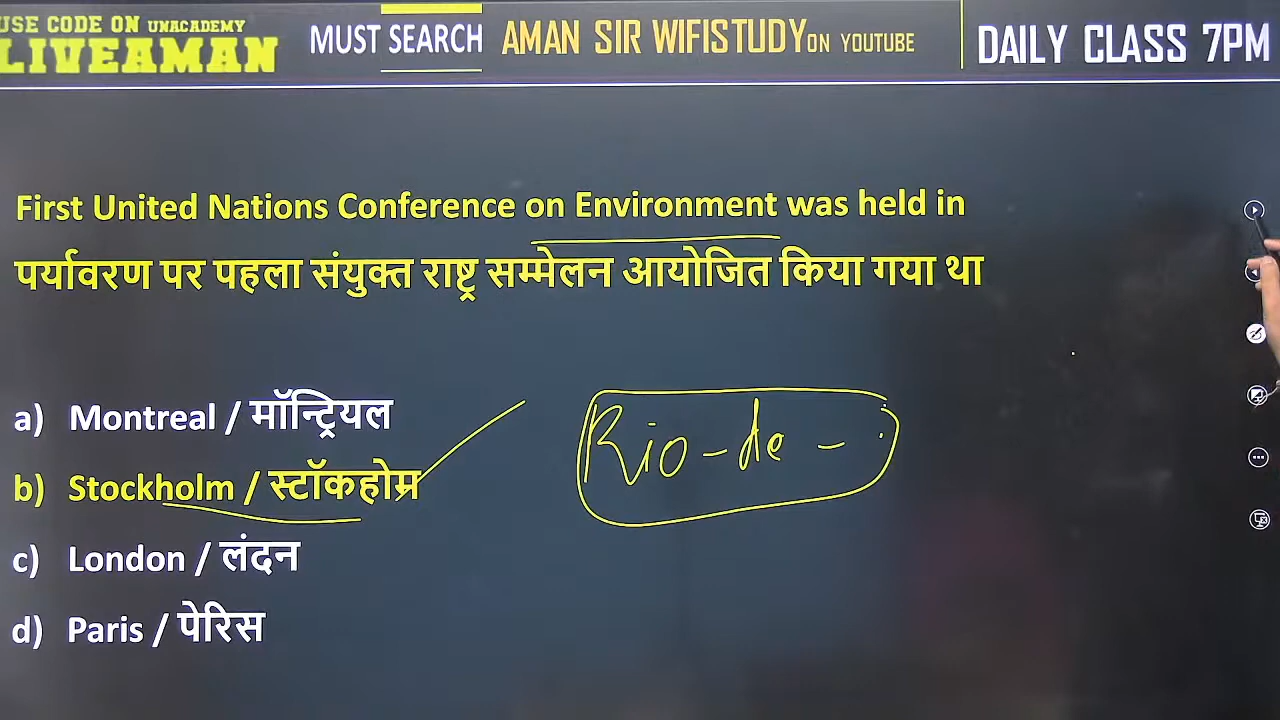 USE CODE ON UNACADEMY
LIVEAMAN
MUST SEARCH AMAN SIR WIFISTUDY ON YOUTUBE
DAILY CLASS 7PM
First United Nations Conference on Environment was held in
पर्यावरण पर पहला संयुक्त राष्ट्र सम्मेलन आयोजित किया गया था
a) Montreal / मॉन्ट्रियल
b) Stockholm / स्टॉकहोम
Rio-de-
c) London / लंदन
d) Paris / पेरिस